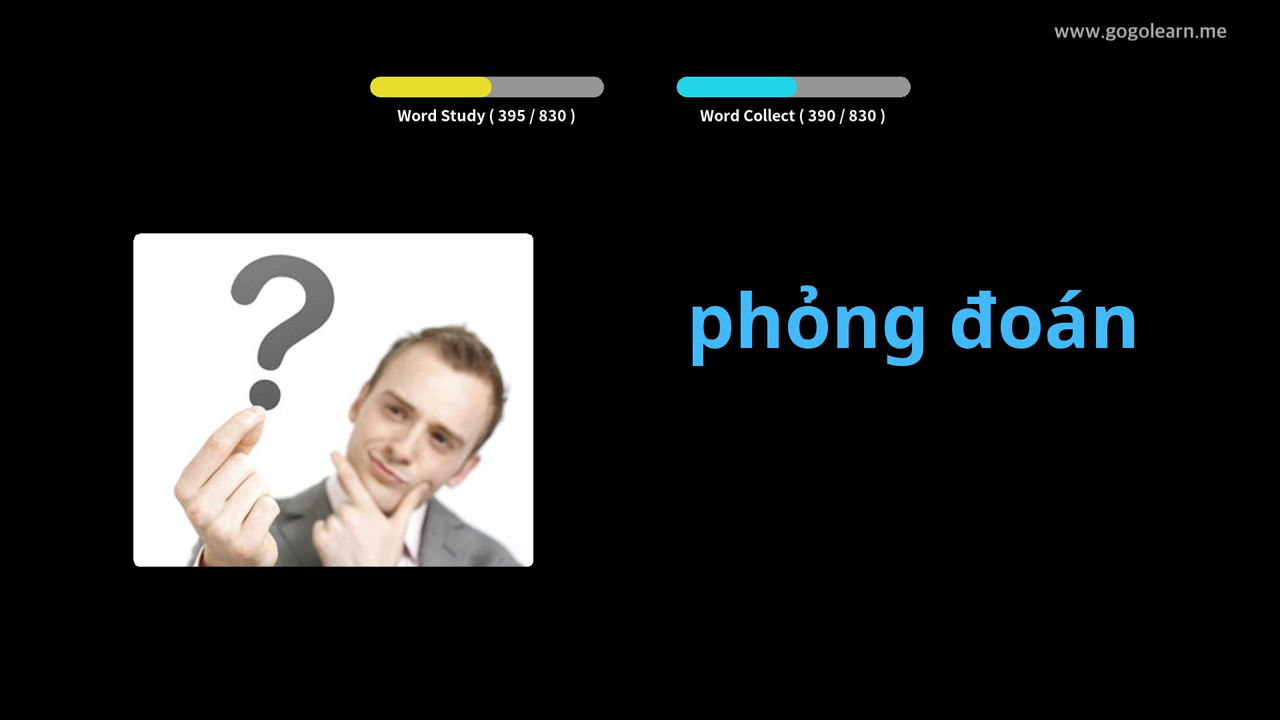 www.gogolearn.me
Word Study ( 395 / 830 )
Word Collect ( 390 / 830 )
?
phỏng đoán